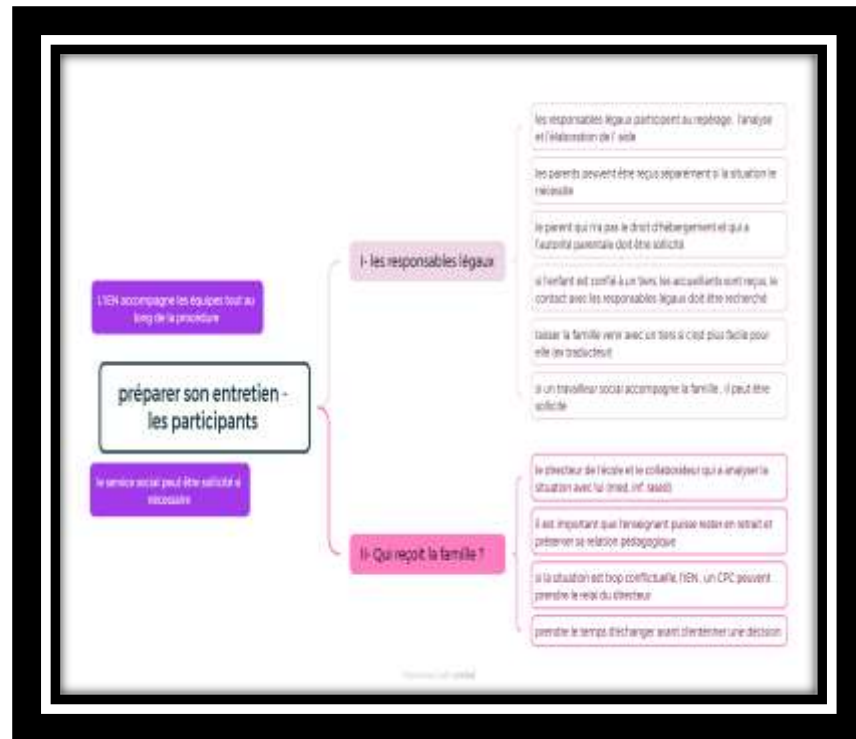 L'IEN accompagne les équipes tout au
long de la procédure
préparer son entretien -
les participants
le service social peut être sollicité si
nécessaire
I- les responsables légaux
les responsables légaux participent au repérage, l'analyse
et l'élaboration de l' aide
les parents peuvent être reçus séparément si la situation le
nécessite
le parent qui n'a pas le droit d'hébergement et qui a
l'autorité parentale doit être sollicité
si l'enfant est confié à un tiers, les accueillants sont reçus, le
contact avec les responsables légaux doit être recherché
laisser la famille venir avec un tiers si c'est plus facile pour
elle (ex traducteur)
si un travailleur social accompagne la famille , il peut être
sollicité
II- Qui reçoit la famille ?
le directeur de l'école et le collaborateur qui a analyser la
situation avec lui (med, inf, rased)
il est important que l'enseignant puisse rester en retrait et
préserver sa relation pédagogique
si la situation est trop conflictuelle, l'IEN , un CPC peuvent
prendre le relai du directeur
prendre le temps d'échanger avant d'entériner une décision